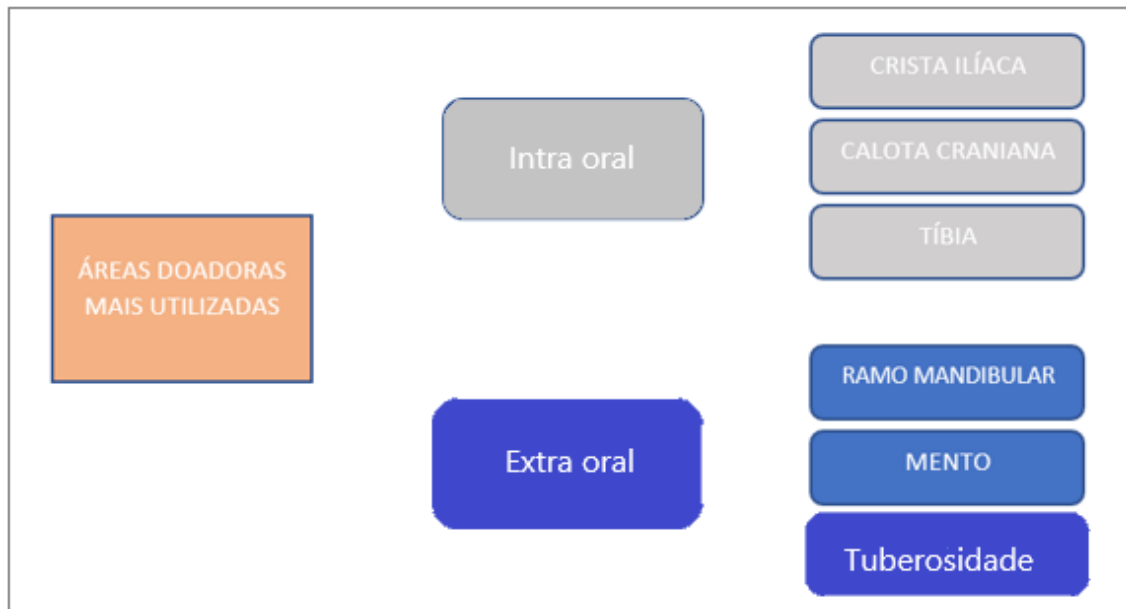 ÁREAS DOADORAS
MAIS UTILIZADAS
Intra oral
CRISTA ILÍACA
CALOTA CRANIANA
TÍBIA
Extra oral
RAMO MANDIBULAR
MENTO
Tuberosidade